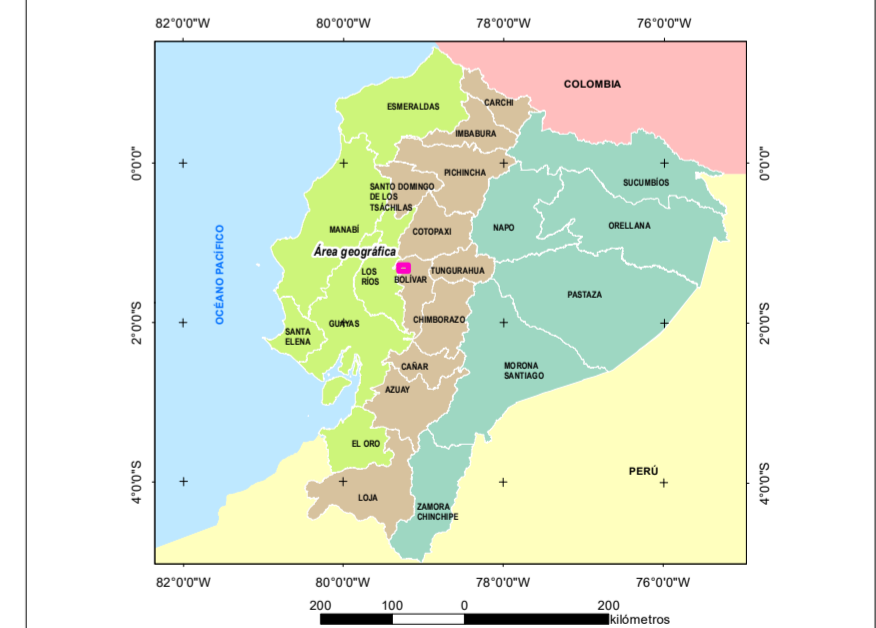 82°0'0"W 80°0'0"W 78°0'0"W 76°0'0"W
COLOMBIA
CARCHI
ESMERALDAS
IMBABURA
0°0'0"
0°0'0"
PICHINCHA
SUCUMBÍOS
SANTO DOMINGO
DE LOS
TSÁCHILAS
ORELLANA
NAPO
MANABÍ
COTOPAXI
OCÉANO PACÍFICO
Área geográfica
LOS
RÍOS
BOLÍVAR
TUNGURAHUA
PASTAZA
2°0'0"S
2°0'0"S
GUAYAS
CHIMBORAZO
SANTA
ELENA
CAÑAR
MORONA
SANTIAGO
AZUAY
EL ORO
PERÚ
4°0'0"S
4°0'0"S
LOJA
ZAMORA
CHINCHIPE
82°0'0"W 80°0'0"W 78°0'0"W 76°0'0"W
200 100 0 200
kilómetros